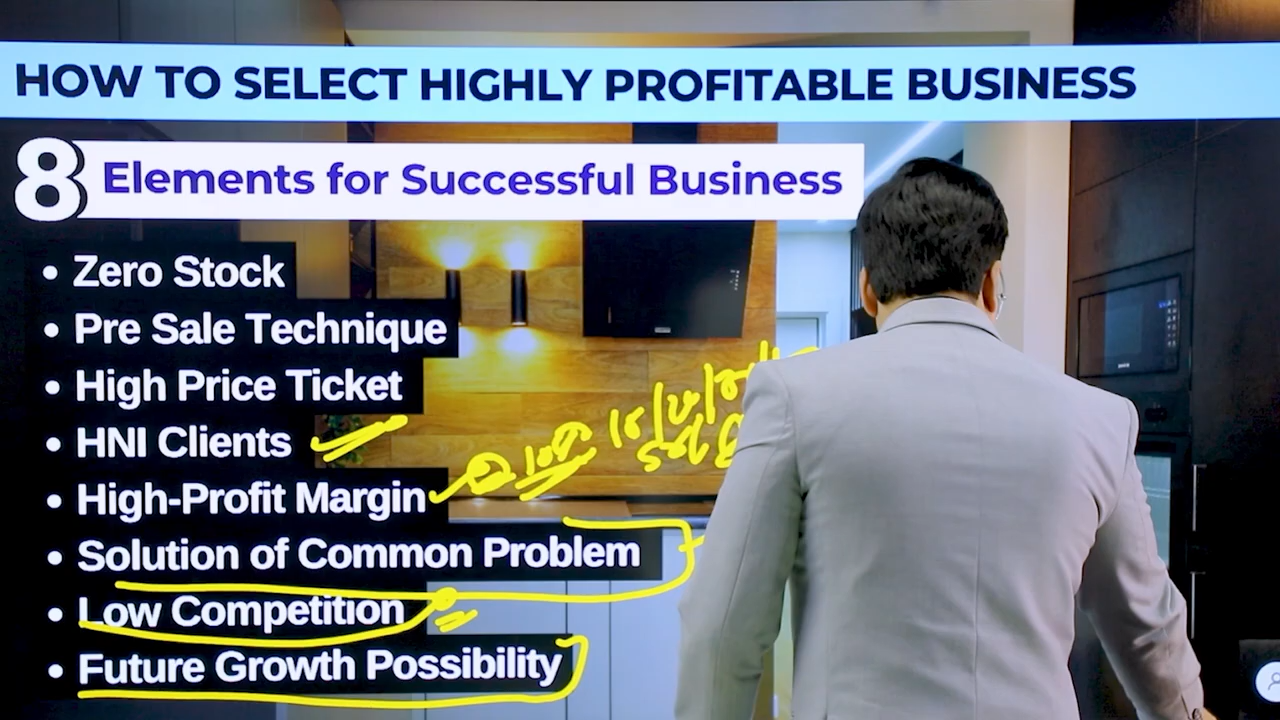 HOW TO SELECT HIGHLY PROFITABLE BUSINESS
8 Elements for Successful Business
• Zero Stock
• Pre Sale Technique
• High Price Ticket
• HNI Clients
• High-Profit Margin
• Solution of Common Problem
• Low Competition
• Future Growth Possibility